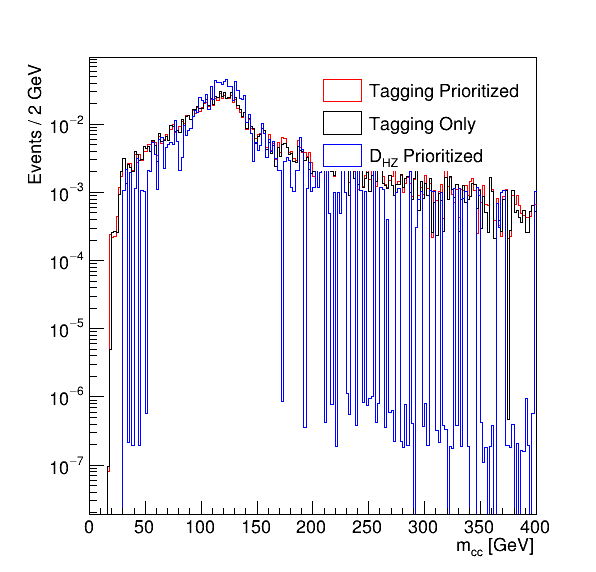 Events / 2 GeV
Tagging Prioritized
Tagging Only
D_HZ Prioritized
10⁻²
10⁻³
10⁻⁴
10⁻⁵
10⁻⁶
10⁻⁷
0 50 100 150 200 250 300 350 400
m_cc [GeV]